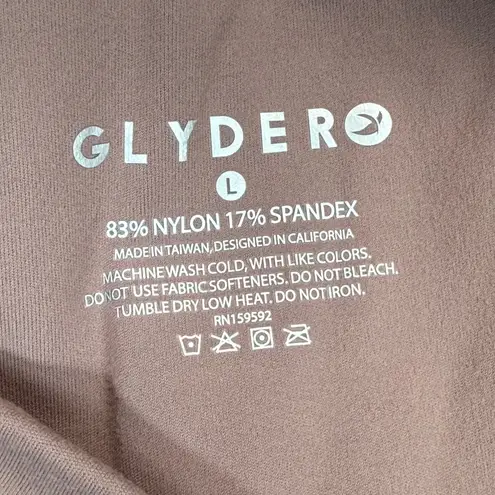 GLYDER
L
83% NYLON 17% SPANDEX
MADE IN TAIWAN, DESIGNED IN CALIFORNIA
MACHINE WASH COLD, WITH LIKE COLORS.
DO NOT USE FABRIC SOFTENERS. DO NOT BLEACH.
TUMBLE DRY LOW HEAT. DO NOT IRON.
RN159592